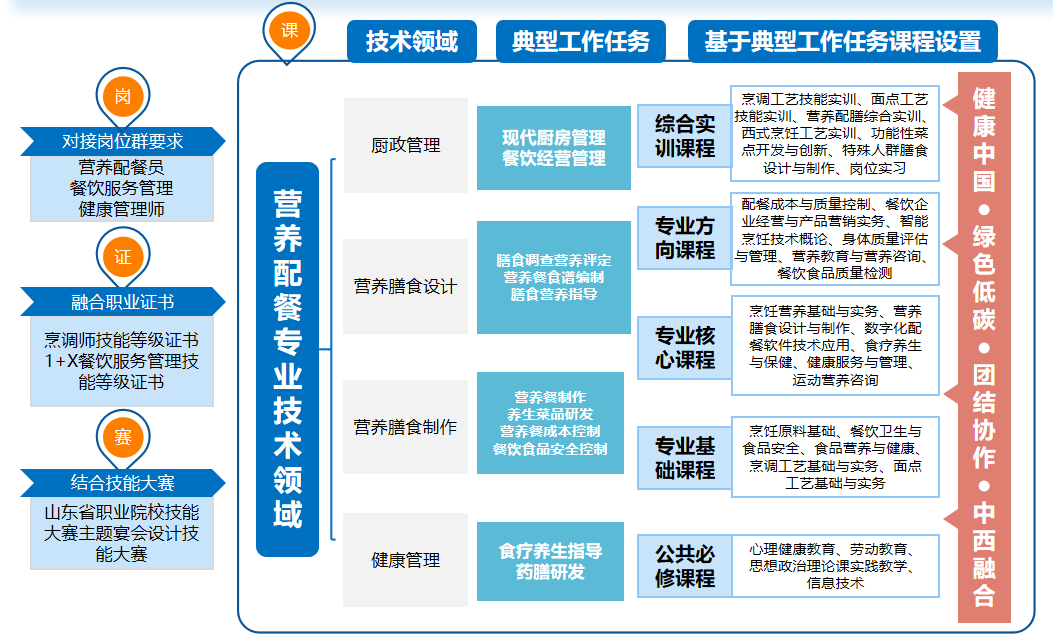 课
技术领域
典型工作任务
基于典型工作任务课程设置
岗
对接岗位群要求
营养配餐员
餐饮服务管理
健康管理师
证
融合职业证书
烹调师技能等级证书
1+X餐饮服务管理技
能等级证书
赛
结合技能大赛
山东省职业院校技能
大赛主题宴会设计技
能大赛
营养配餐专业技术领域
厨政管理
营养膳食设计
营养膳食制作
健康管理
现代厨房管理
餐饮经营管理
膳食调查营养评定
营养餐食谱编制
膳食营养指导
营养餐制作
养生菜品研发
营养餐成本控制
餐饮食品安全控制
食疗养生指导
药膳研发
综合实
训课程
烹调工艺技能实训、面点工艺
技能实训、营养配膳综合实训、
西式烹饪工艺实训、功能性菜
点开发与创新、特殊人群膳食
设计与制作、岗位实习
专业方
向课程
配餐成本与质量控制、餐饮企
业经营与产品营销实务、智能
烹饪技术概论、身体质量评估
与管理、营养教育与营养咨询、
餐饮食品质量检测
专业核
心课程
烹饪营养基础与实务、营养
膳食设计与制作、数字化配
餐软件技术应用、食疗养生
与保健、健康服务与管理、
运动营养咨询
专业基
础课程
烹饪原料基础、餐饮卫生与
食品安全、食品营养与健康、
烹调工艺基础与实务、面点
工艺基础与实务
公共必
修课程
心理健康教育、劳动教育、
思想政治理论课实践教学、
信息技术
健康中国●绿色低碳●团结协作●中西融合